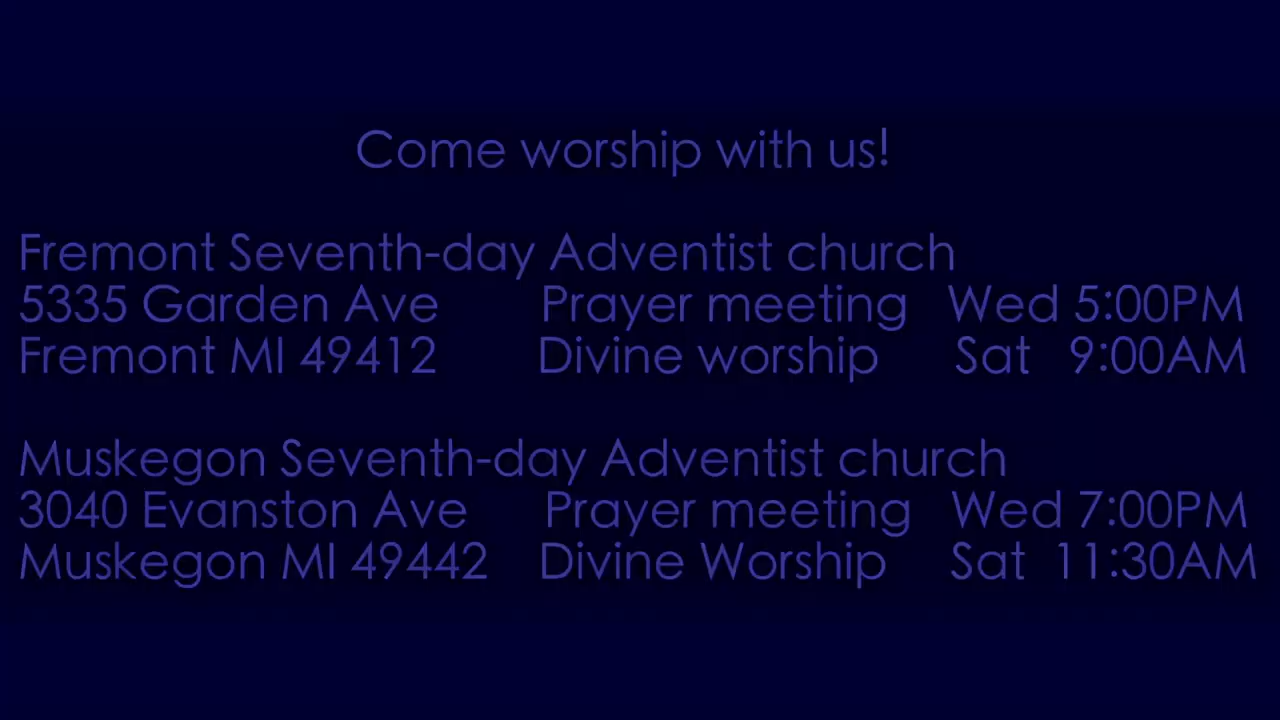 Come worship with us!
Fremont Seventh-day Adventist church
5335 Garden Ave Prayer meeting Wed 5:00PM
Fremont MI 49412 Divine worship Sat 9:00AM
Muskegon Seventh-day Adventist church
3040 Evanston Ave Prayer meeting Wed 7:00PM
Muskegon MI 49442 Divine Worship Sat 11:30AM